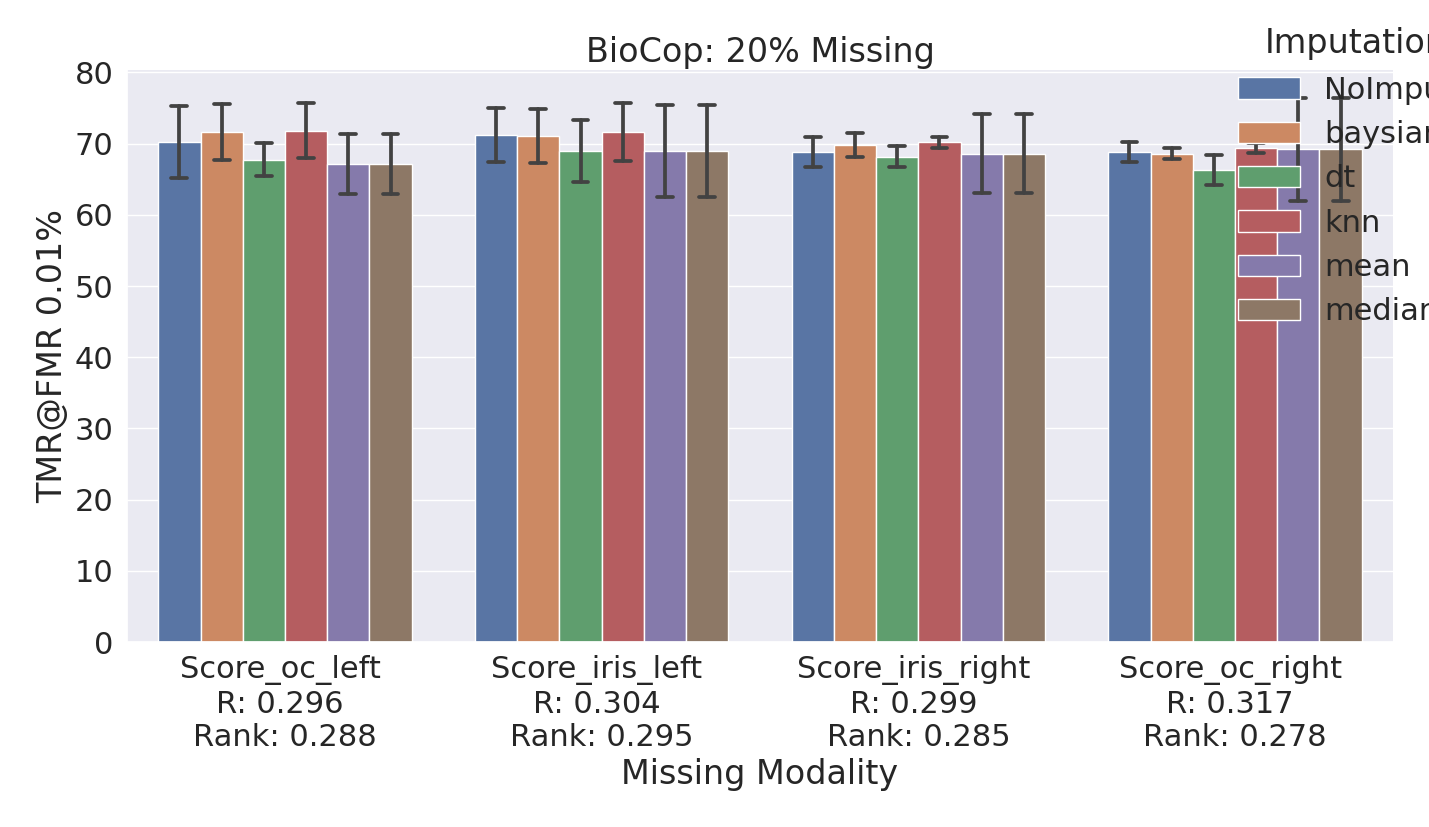 BioCop: 20% Missing
Imputation
NoImpu
baysian
dt
knn
mean
median
TMR@FMR 0.01%
80
70
60
50
40
30
20
10
0
Score_oc_left
R: 0.296
Rank: 0.288
Score_iris_left
R: 0.304
Rank: 0.295
Score_iris_right
R: 0.299
Rank: 0.285
Score_oc_right
R: 0.317
Rank: 0.278
Missing Modality